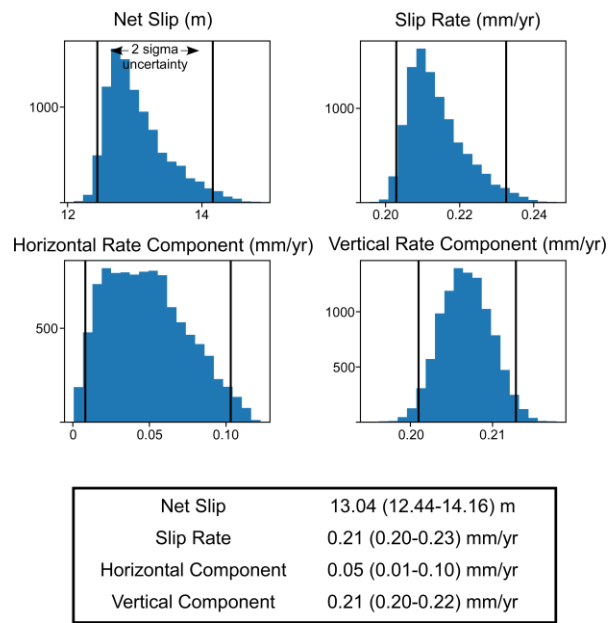 Net Slip (m)
Slip Rate (mm/yr)
2 sigma
uncertainty
1000
12
14
1000
0.20
0.22
0.24
Horizontal Rate Component (mm/yr)
Vertical Rate Component (mm/yr)
500
0
0.05
0.10
1000
500
0.20
0.21
Net Slip 13.04 (12.44-14.16) m
Slip Rate 0.21 (0.20-0.23) mm/yr
Horizontal Component 0.05 (0.01-0.10) mm/yr
Vertical Component 0.21 (0.20-0.22) mm/yr